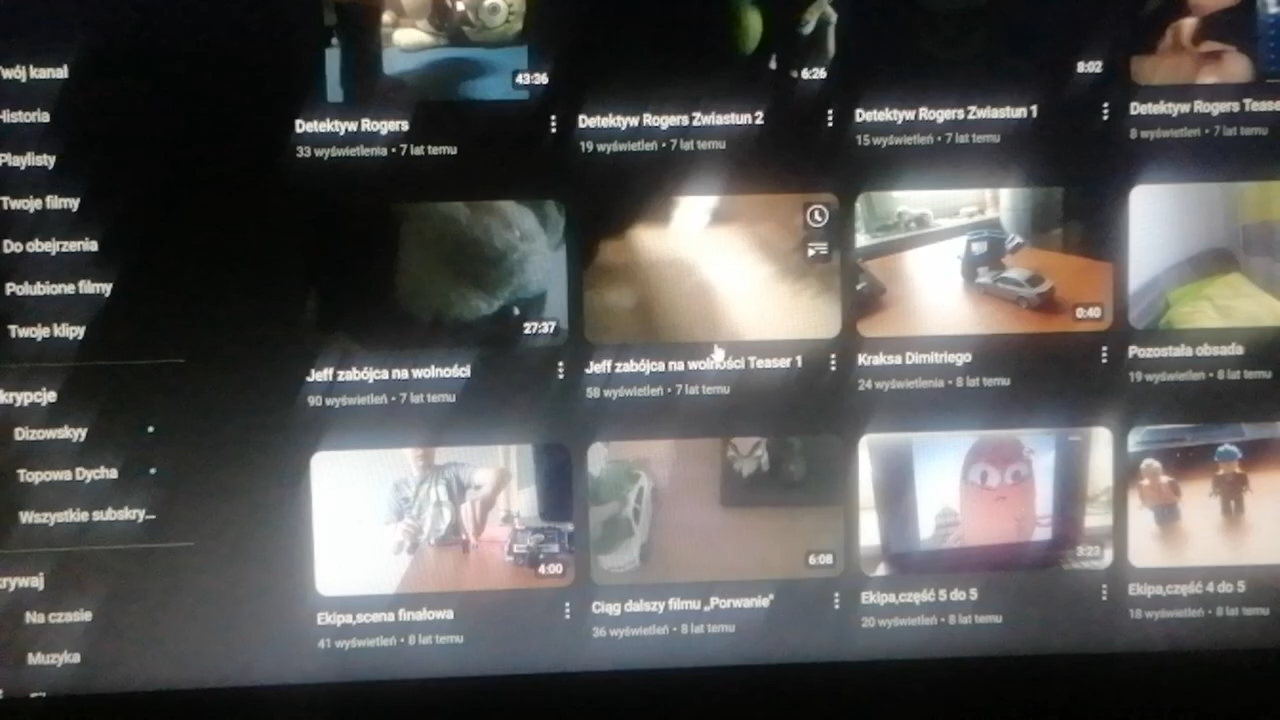 wój kanał
Historia
Playlisty
Twoje filmy
Do obejrzenia
Polubione filmy
Twoje klipy
krypcje
Dizowskyy
Topowa Dycha
Wszystkie subskry...
krywaj
Na czasie
Muzyka
43:36
6:26
8:02
Detektyw Rogers
33 wyświetlenia • 7 lat temu
Detektyw Rogers Zwiastun 2
19 wyświetleń • 7 lat temu
Detektyw Rogers Zwiastun 1
15 wyświetleń • 7 lat temu
Detektyw Rogers Tease
8 wyświetleń • 7 lat temu
27:37
0:40
Jeff zabójca na wolności
90 wyświetleń • 7 lat temu
Jeff zabójca na wolności Teaser 1
58 wyświetleń • 7 lat temu
Kraksa Dimitriego
24 wyświetlenia • 8 lat temu
Pozostała obsada
19 wyświetleń • 8 lat temu
4:00
6:08
3:23
Ekipa,scena finałowa
41 wyświetleń • 8 lat temu
Ciąg dalszy filmu „Porwanie"
36 wyświetleń • 8 lat temu
Ekipa,część 5 do 5
20 wyświetleń • 8 lat temu
Ekipa,część 4 do 5
18 wyświetleń • 8 lat temu